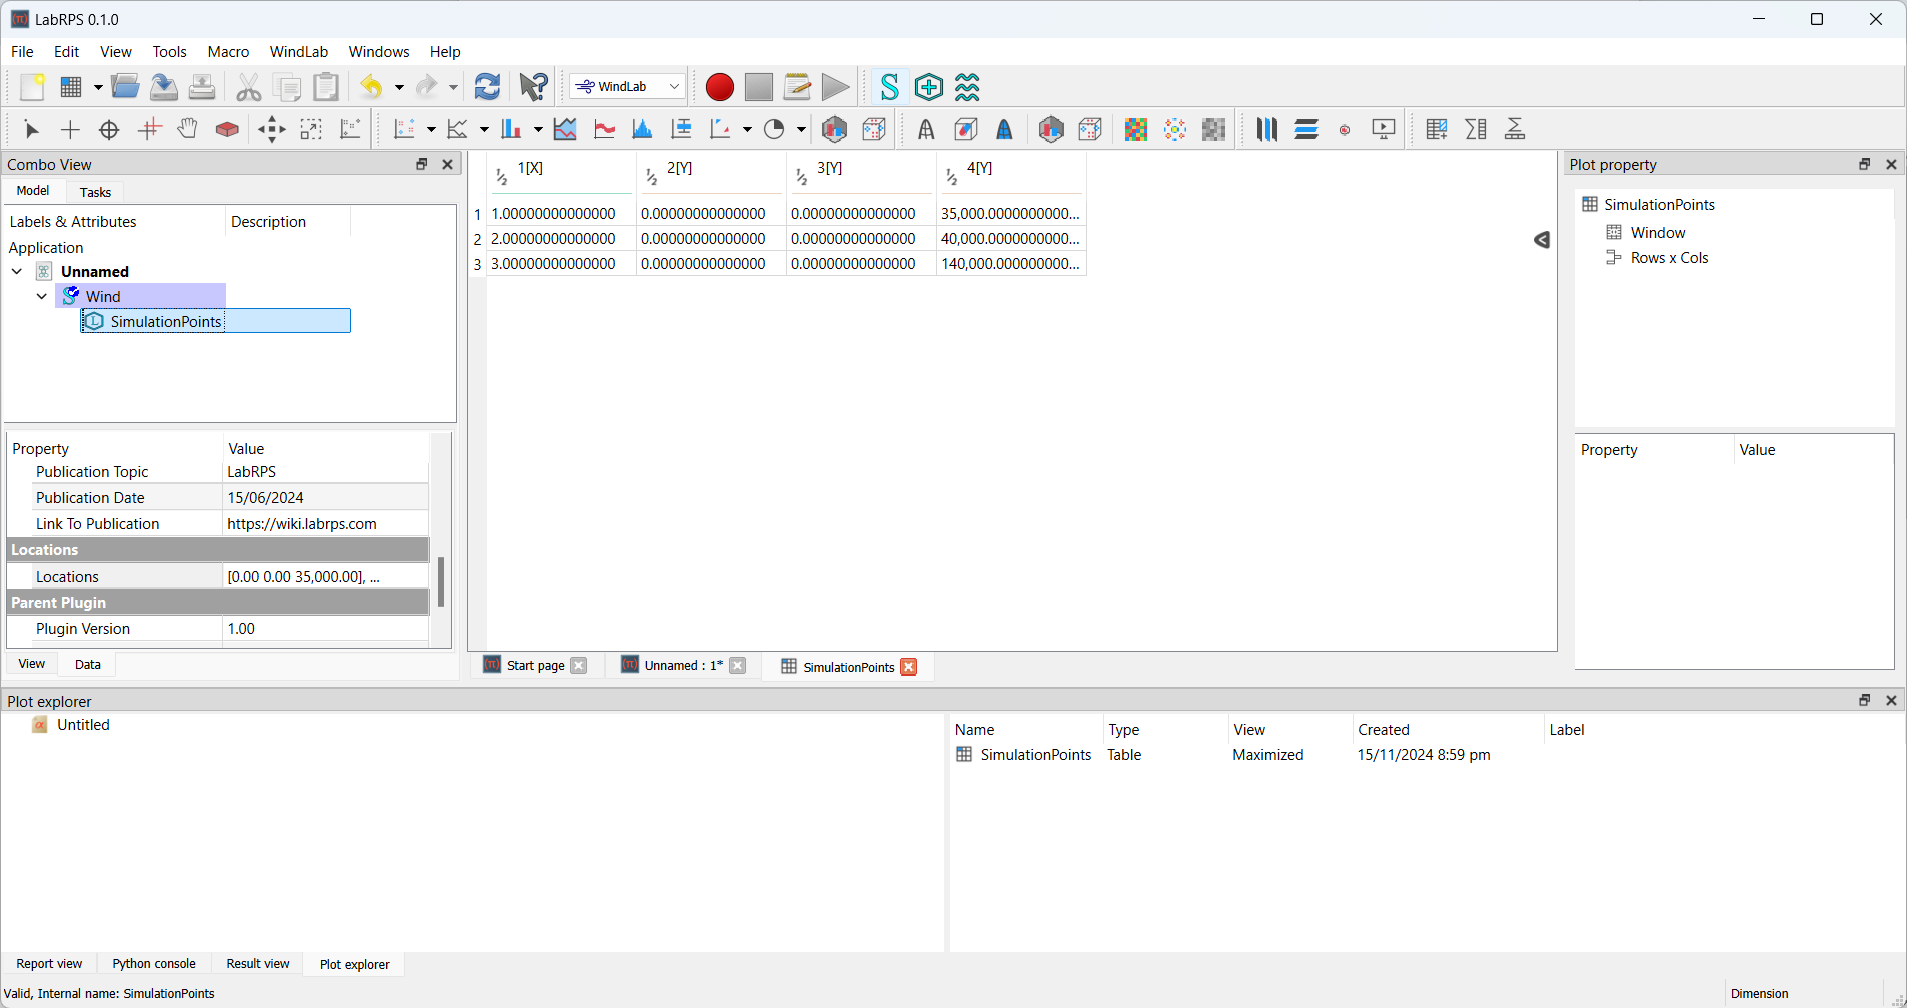 LabRPS 0.1.0
File Edit View Tools Macro WindLab Windows Help
WindLab
Combo View
Model Tasks
Labels & Attributes Description
Application
Unnamed
Wind
SimulationPoints
Property Value
Publication Topic LabRPS
Publication Date 15/06/2024
Link To Publication https://wiki.labrps.com
Locations
Locations [0.00 0.00 35,000.00], ...
Parent Plugin
Plugin Version 1.00
View Data
1[X] 2[Y] 3[Y] 4[Y]
1 1.00000000000000 0.00000000000000 0.00000000000000 35,000.0000000000...
2 2.00000000000000 0.00000000000000 0.00000000000000 40,000.0000000000...
3 3.00000000000000 0.00000000000000 0.00000000000000 140,000.000000000...
Start page Unnamed : 1* SimulationPoints
Plot property
SimulationPoints
Window
Rows x Cols
Property Value
Plot explorer
Untitled
Name Type View Created Label
SimulationPoints Table Maximized 15/11/2024 8:59 pm
Report view Python console Result view Plot explorer
Valid, Internal name: SimulationPoints
Dimension